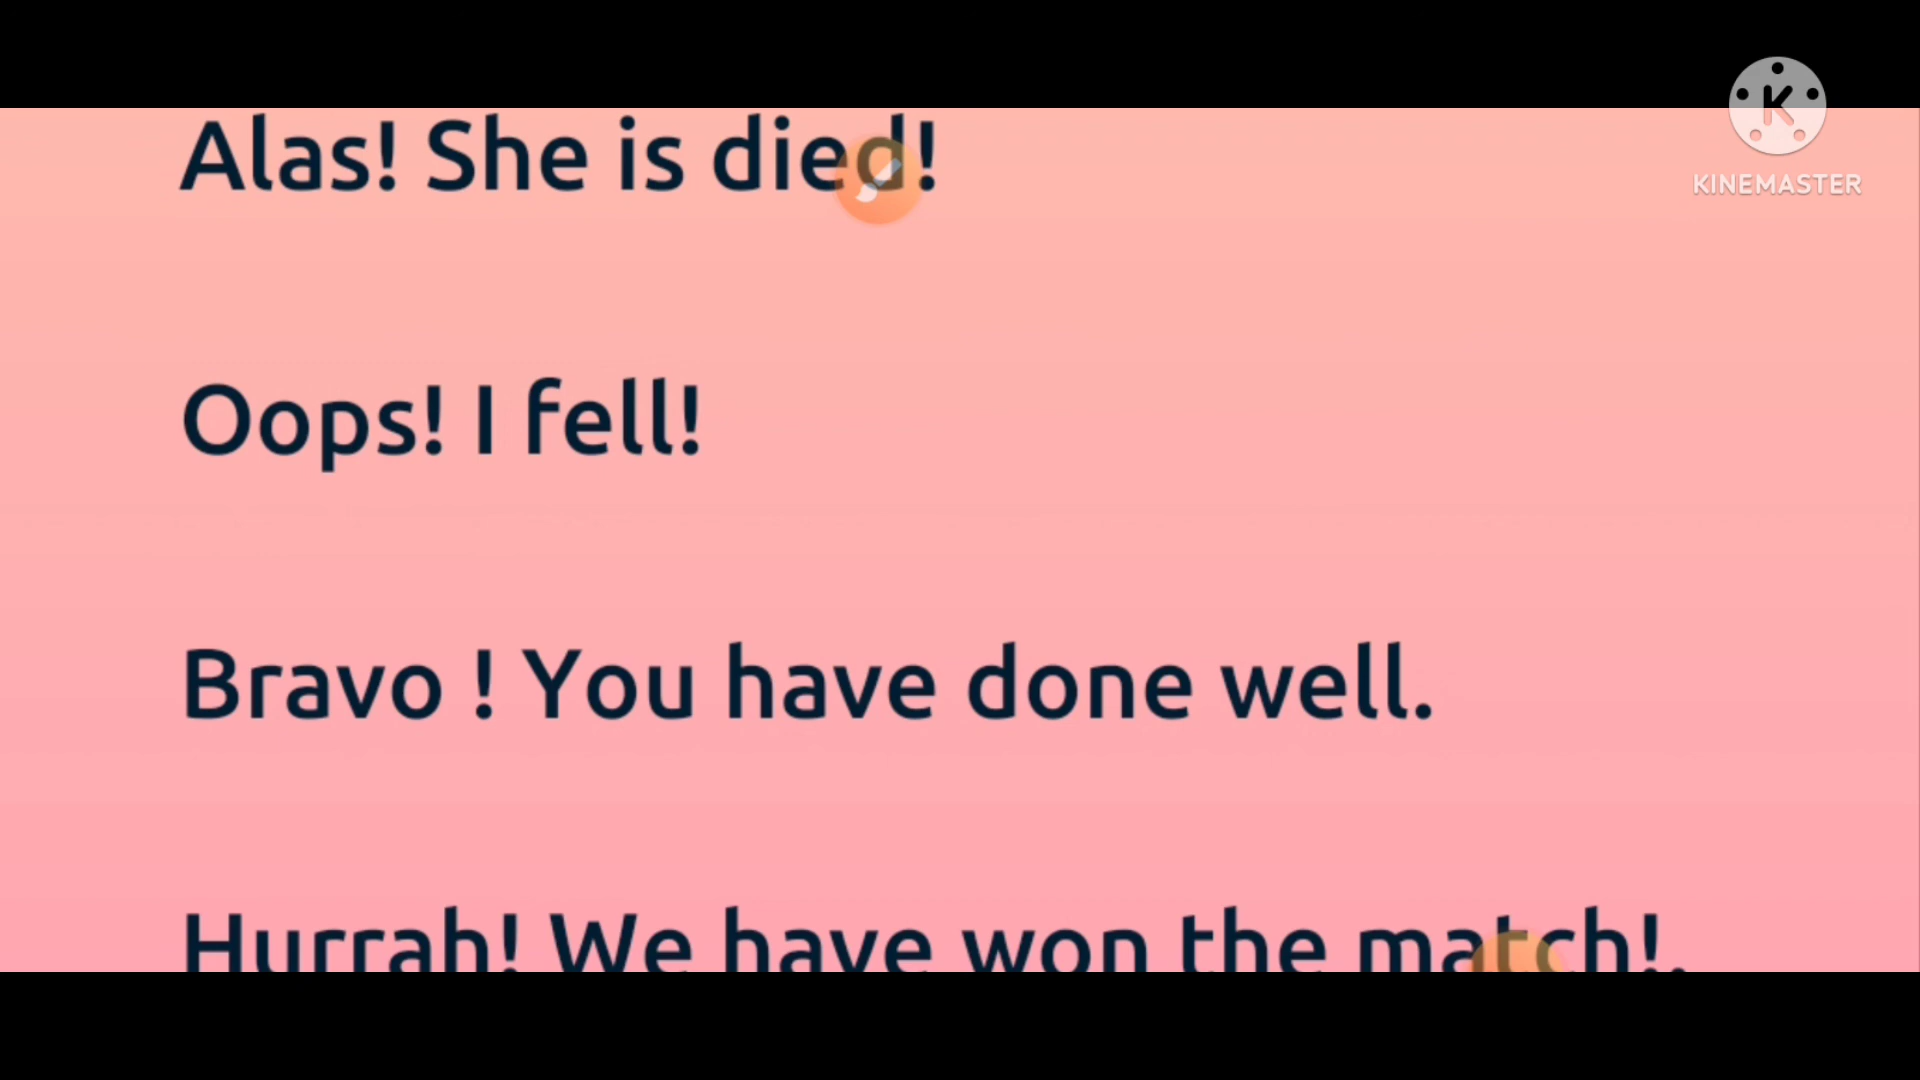 Alas! She is died!
KINEMASTER
Oops! I fell!
Bravo ! You have done well.
Hurrah! We have won the match!.